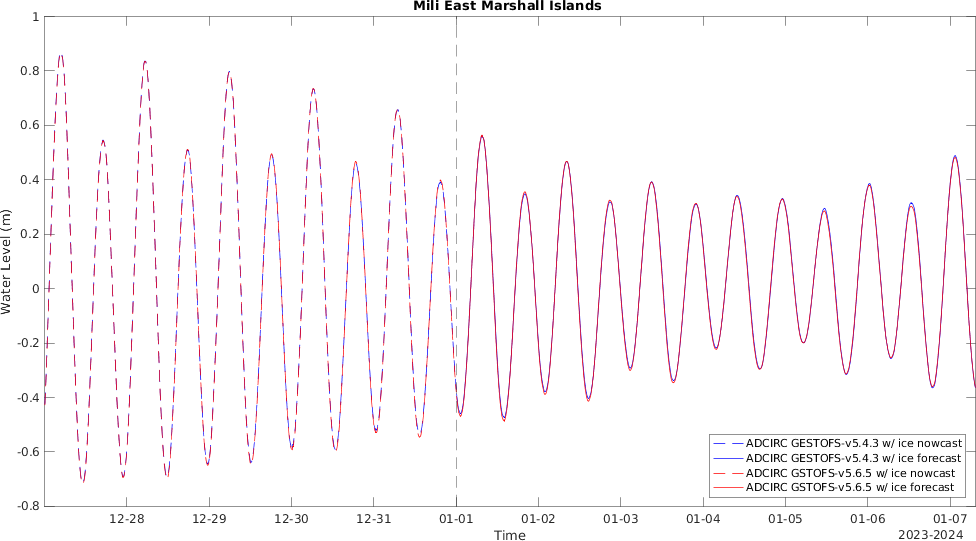 Mili East Marshall Islands
Water Level (m)
1
0.8
0.6
0.4
0.2
0
-0.2
-0.4
-0.6
-0.8
12-28 12-29 12-30 12-31 01-01 01-02 01-03 01-04 01-05 01-06 01-07
Time
2023-2024
ADCIRC GESTOFS-v5.4.3 w/ ice nowcast
ADCIRC GESTOFS-v5.4.3 w/ ice forecast
ADCIRC GSTOFS-v5.6.5 w/ ice nowcast
ADCIRC GSTOFS-v5.6.5 w/ ice forecast